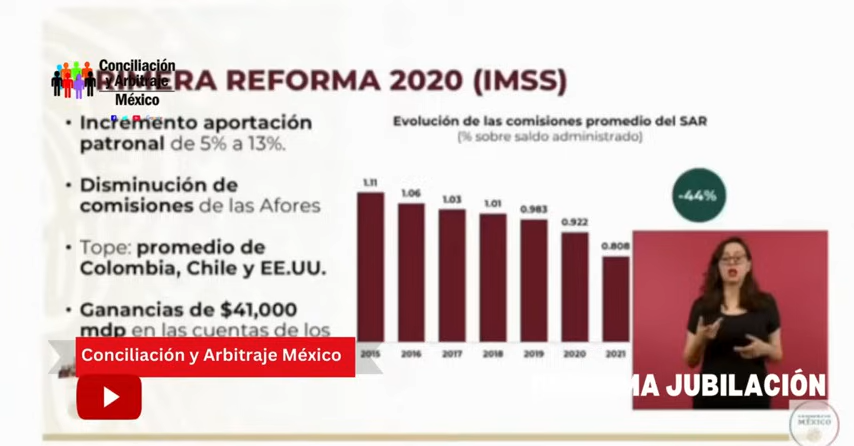 Conciliación
y Arbitraje
México
PRIMERA REFORMA 2020 (IMSS)
• Incremento aportación
patronal de 5% a 13%.
• Disminución de
comisiones de las Afores
• Tope: promedio de
Colombia, Chile y EE.UU.
• Ganancias de $41,000
mdp en las cuentas de los
Evolución de las comisiones promedio del SAR
(% sobre saldo administrado)
-44%
1.11 1.06 1.03 1.01 0.983 0.922 0.808
2015 2016 2017 2018 2019 2020 2021
Conciliación y Arbitraje México
JUBILACIÓN
MÉXICO